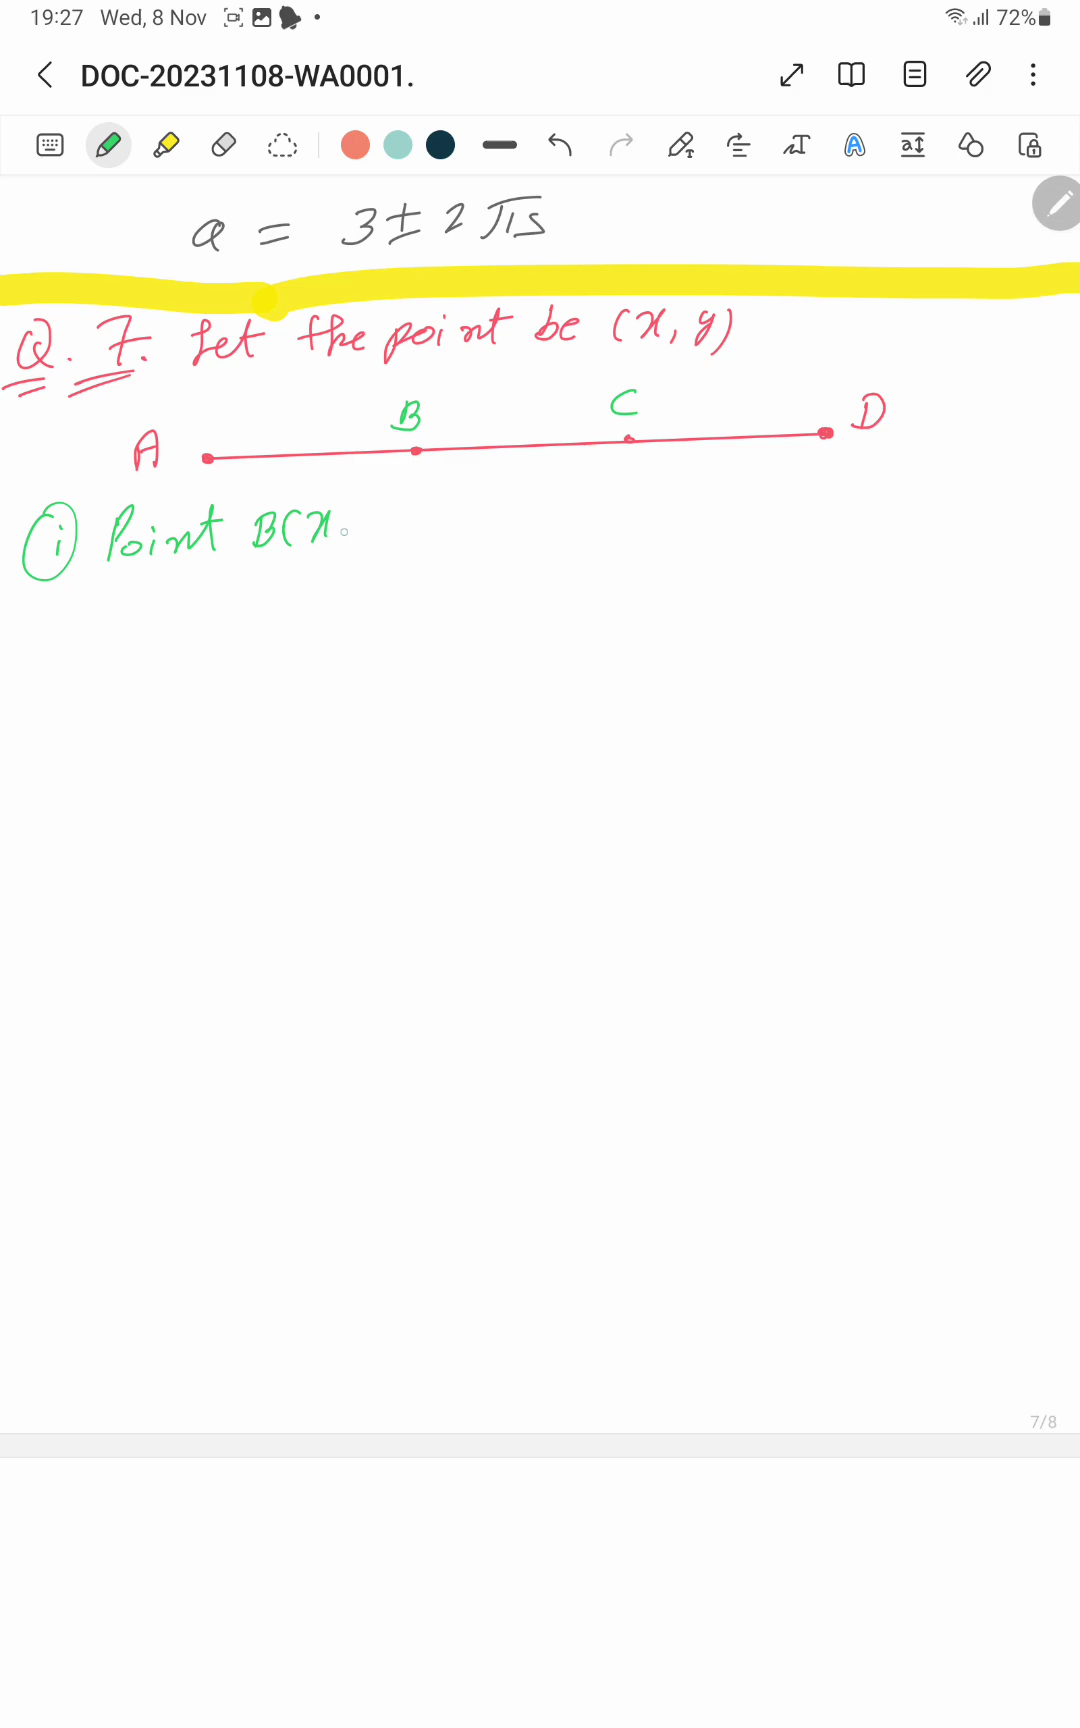 19:27 Wed, 8 Nov 72%
DOC-20231108-WA0001.
a = 3 ± 2 √15
Q. 7. Let the point be (x, y)
A B C D
(i) Point B(x
7/8